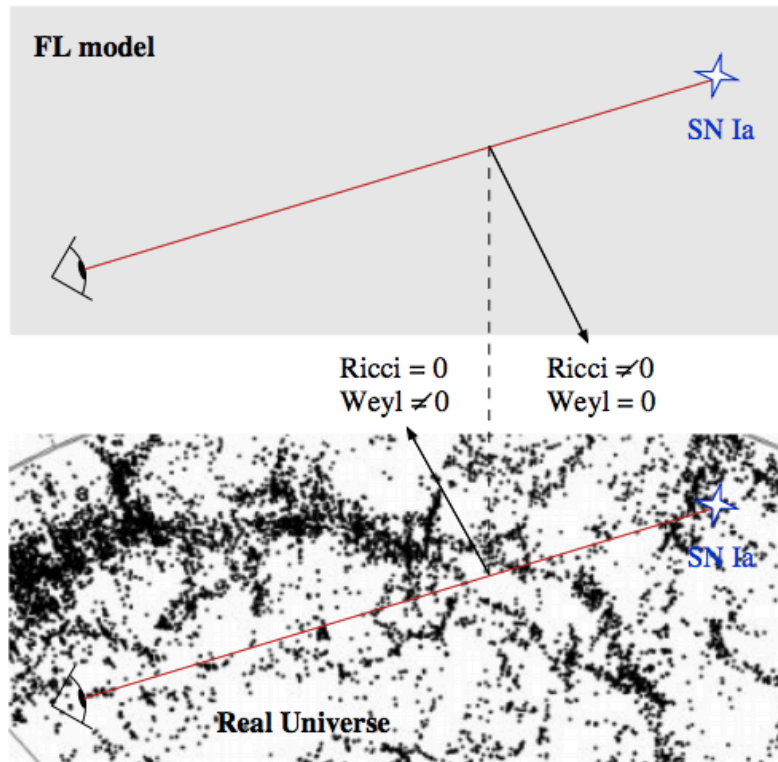 FL model
SN Ia
Ricci = 0
Weyl ≠ 0
Ricci ≠ 0
Weyl = 0
SN Ia
Real Universe